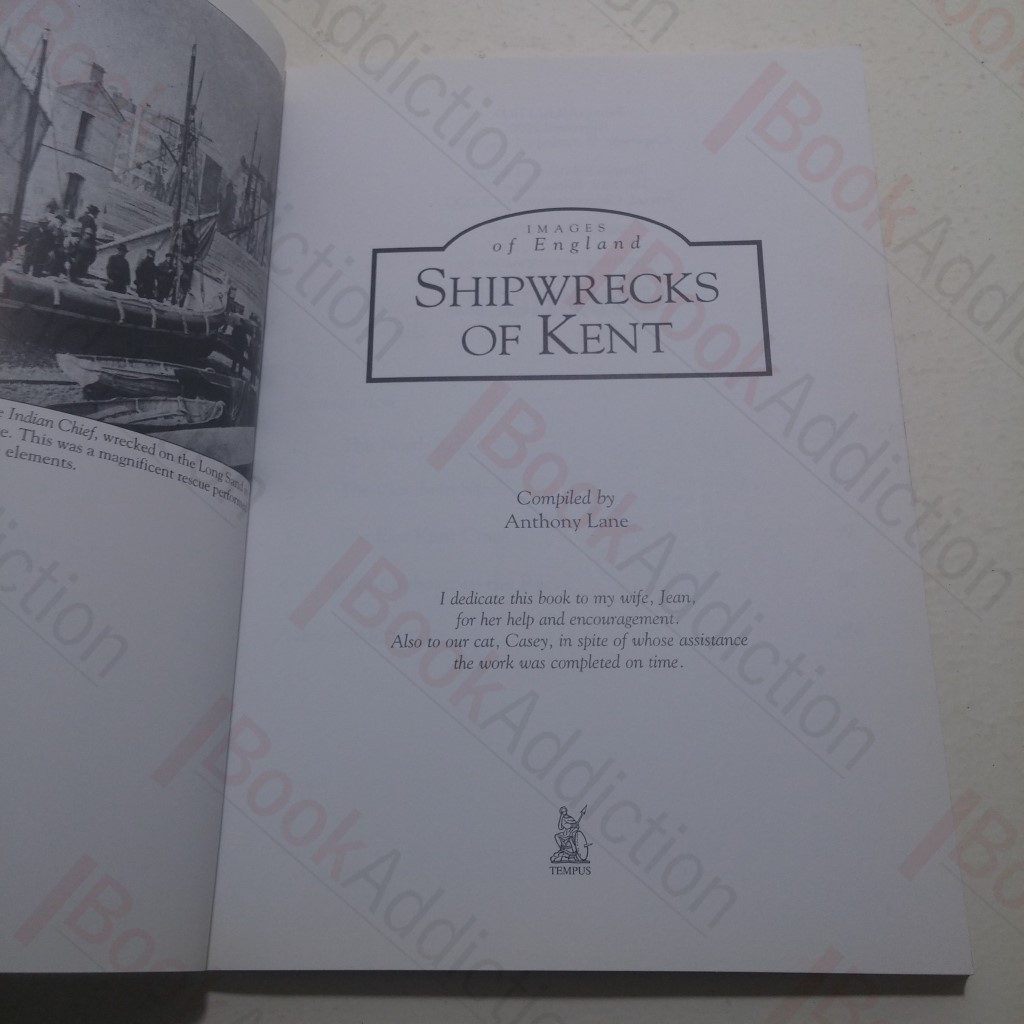 Indian Chief, wrecked on the Long Sand
This was a magnificent rescue
elements.
IMAGES
of England
SHIPWRECKS
OF KENT
Compiled by
Anthony Lane
I dedicate this book to my wife, Jean,
for her help and encouragement.
Also to our cat, Casey, in spite of whose assistance
the work was completed on time.
TEMPUS
BookAddiction